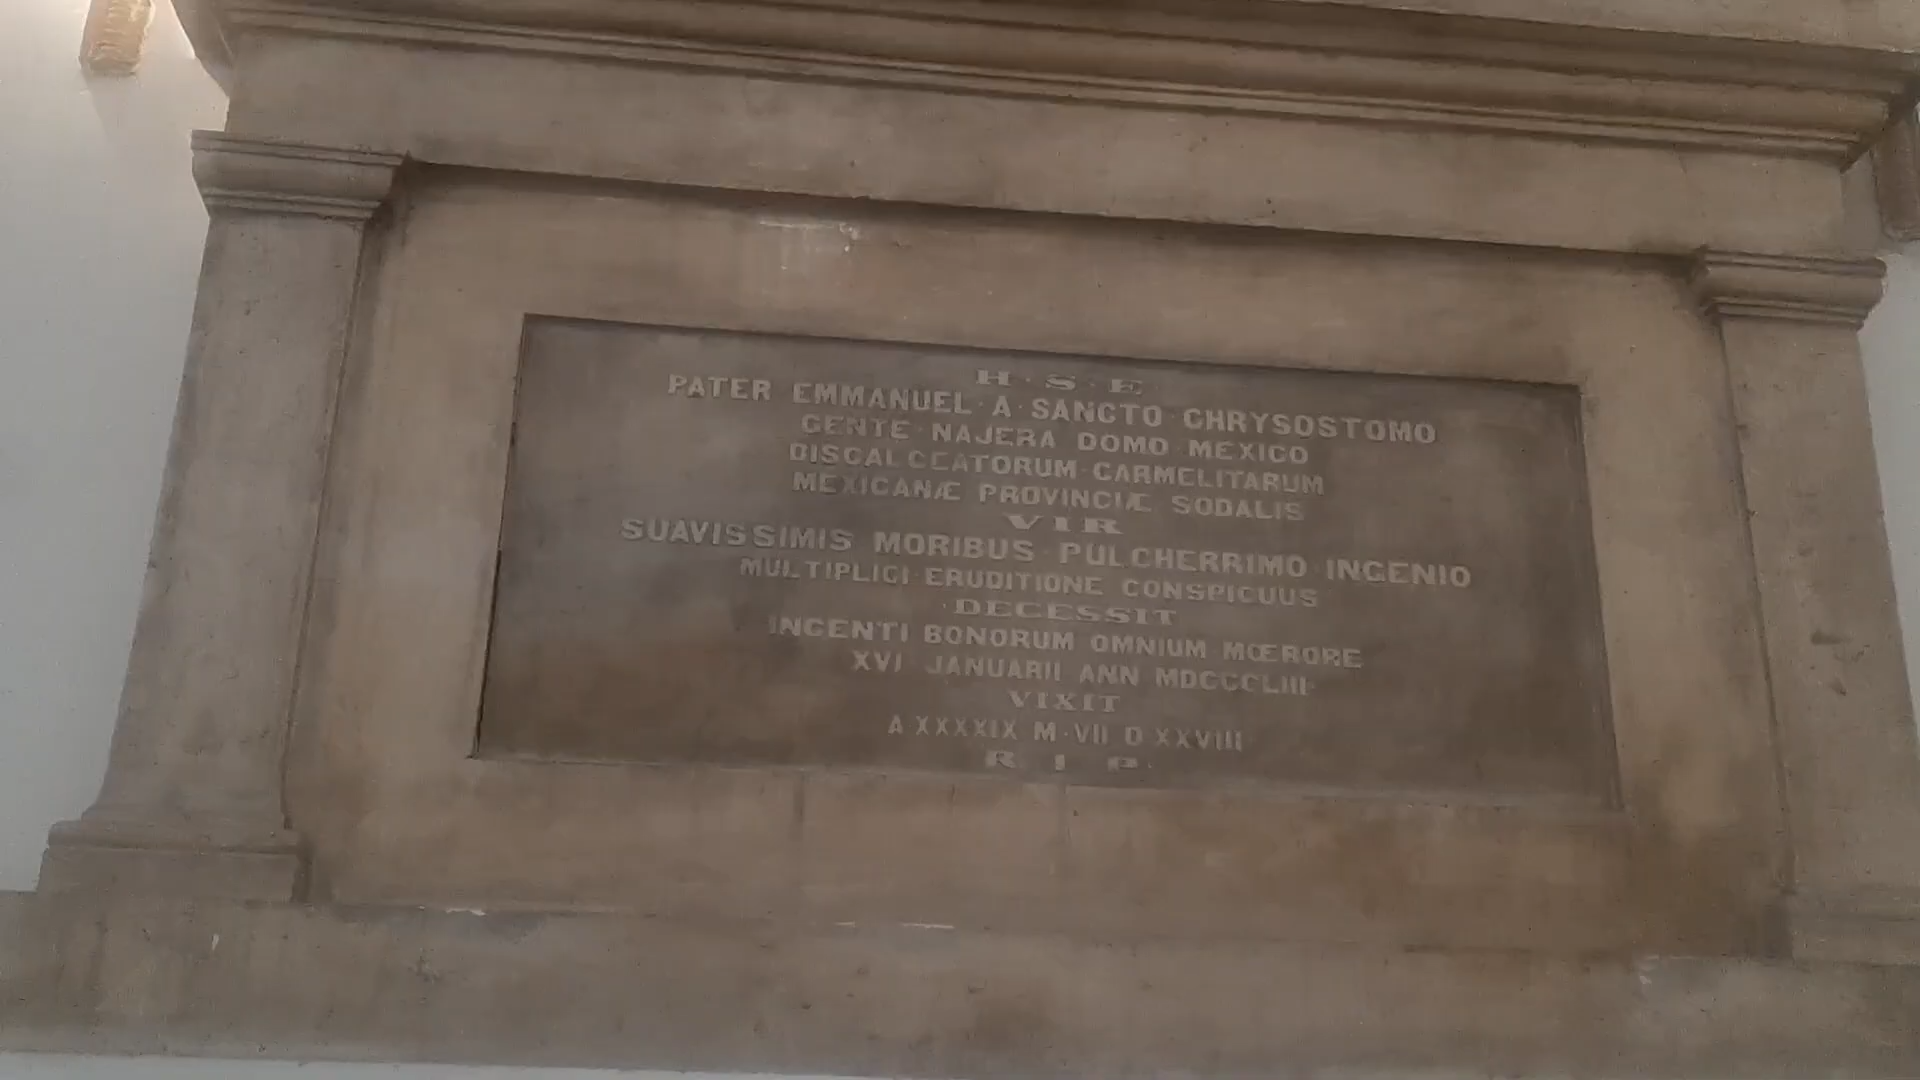 H · S · E
PATER EMMANUEL · A · SANCTO · CHRYSOSTOMO
GENTE · NAJERA DOMO · MEXICO
DISCALCEATORUM · CARMELITARUM
MEXICANÆ PROVINCIÆ SODALIS
VIR
SUAVISSIMIS MORIBUS · PULCHERRIMO INGENIO
MULTIPLICI · ERUDITIONE CONSPICUUS
· DECESSIT
INGENTI BONORUM OMNIUM MŒRORE
XVI JANUARII ANN MDCCCLIII
VIXIT
A XXXXIX M · VII D XXVIII
R I P ·